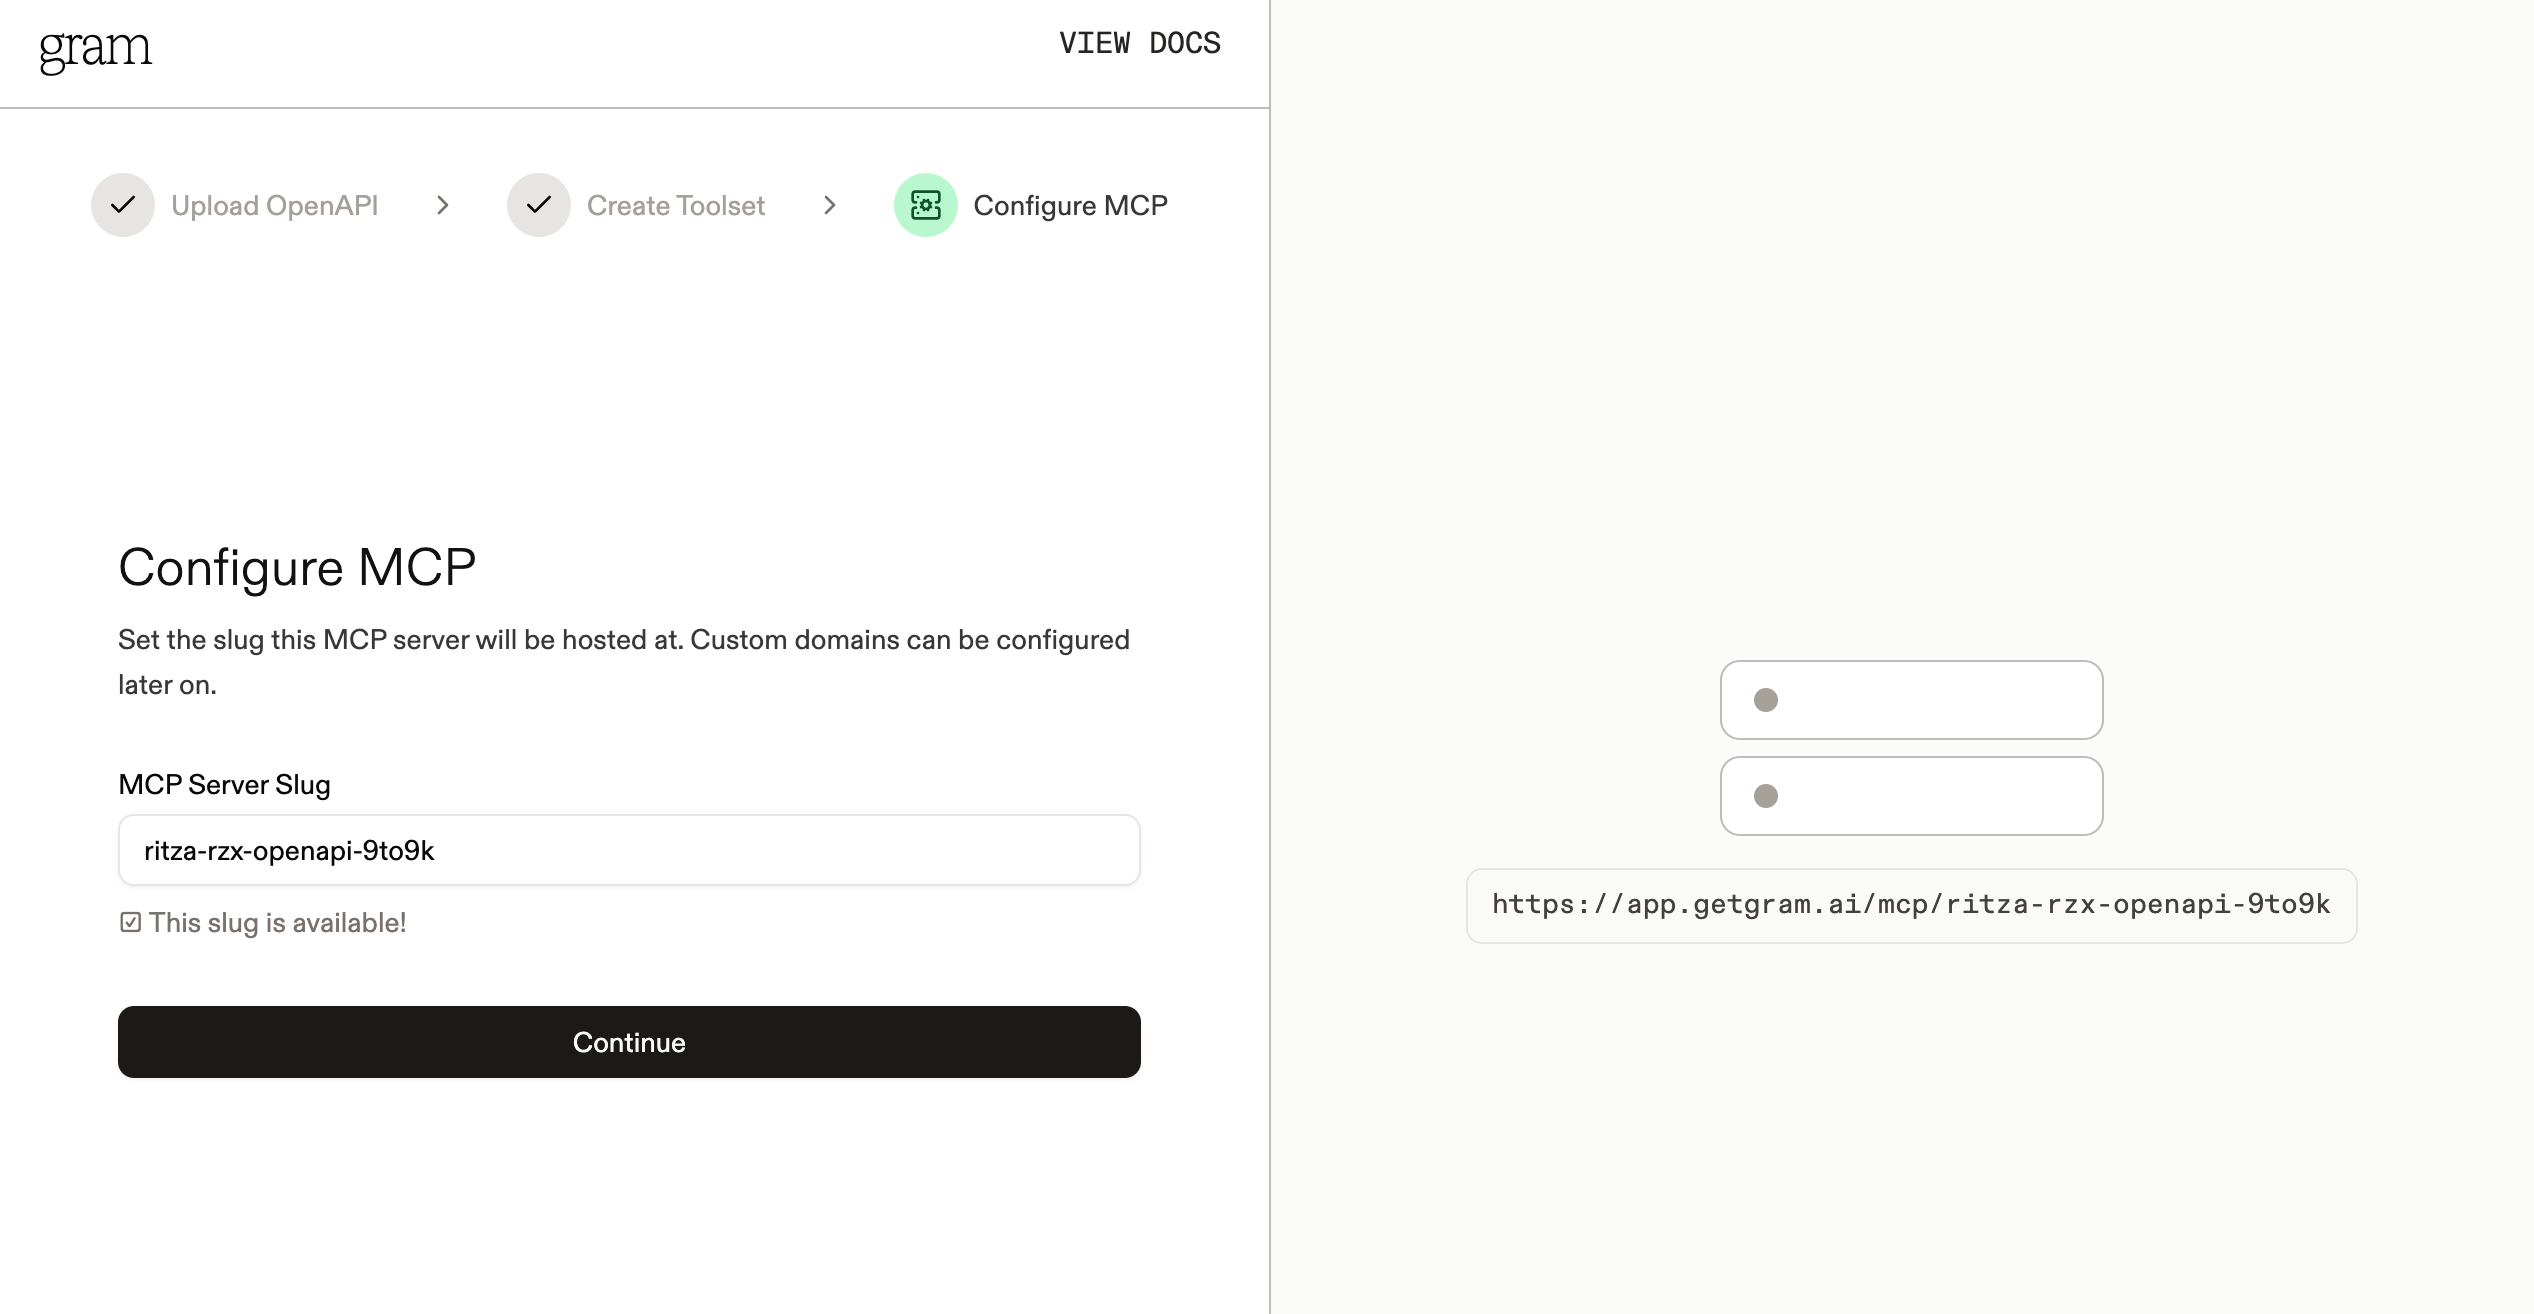 gram
VIEW DOCS
Upload OpenAPI
Create Toolset
Configure MCP
Configure MCP
Set the slug this MCP server will be hosted at. Custom domains can be configured
later on.
MCP Server Slug
ritza-rzx-openapi-9to9k
This slug is available!
Continue
https://app.getgram.ai/mcp/ritza-rzx-openapi-9to9k